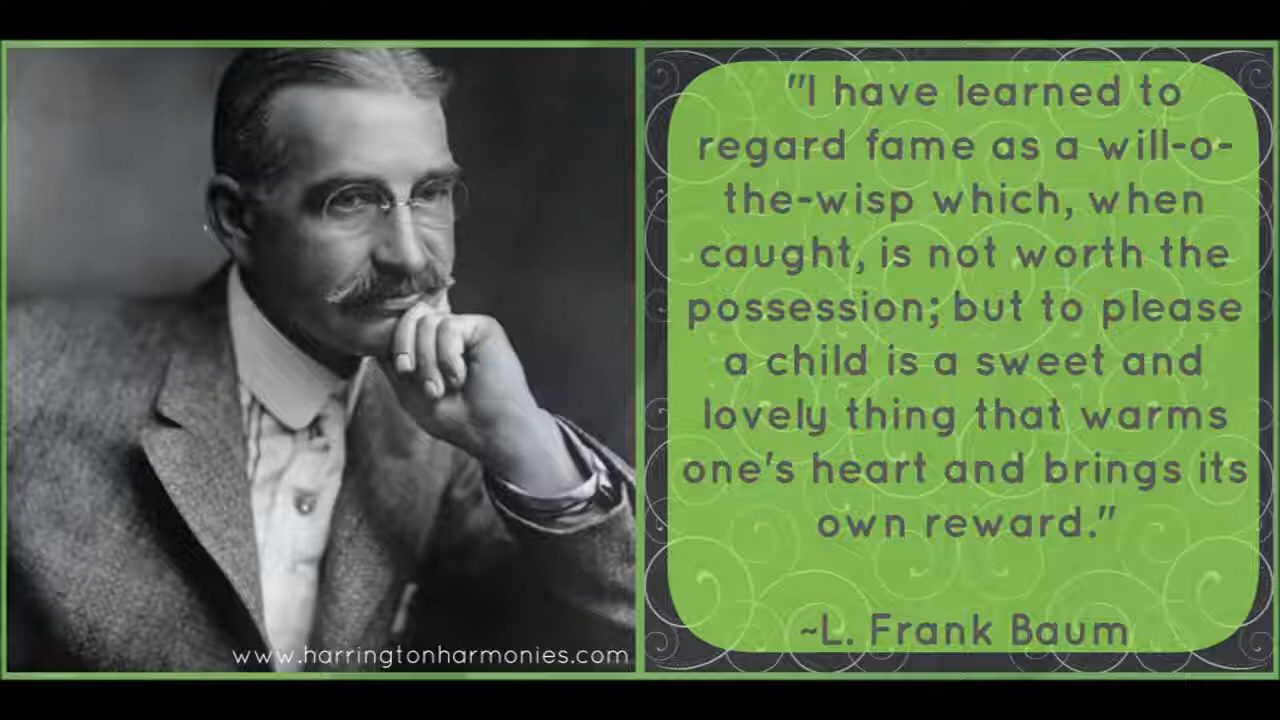 "I have learned to
regard fame as a will-o-
the-wisp which, when
caught, is not worth the
possession; but to please
a child is a sweet and
lovely thing that warms
one's heart and brings its
own reward."
~L. Frank Baum
www.harringtonharmonies.com